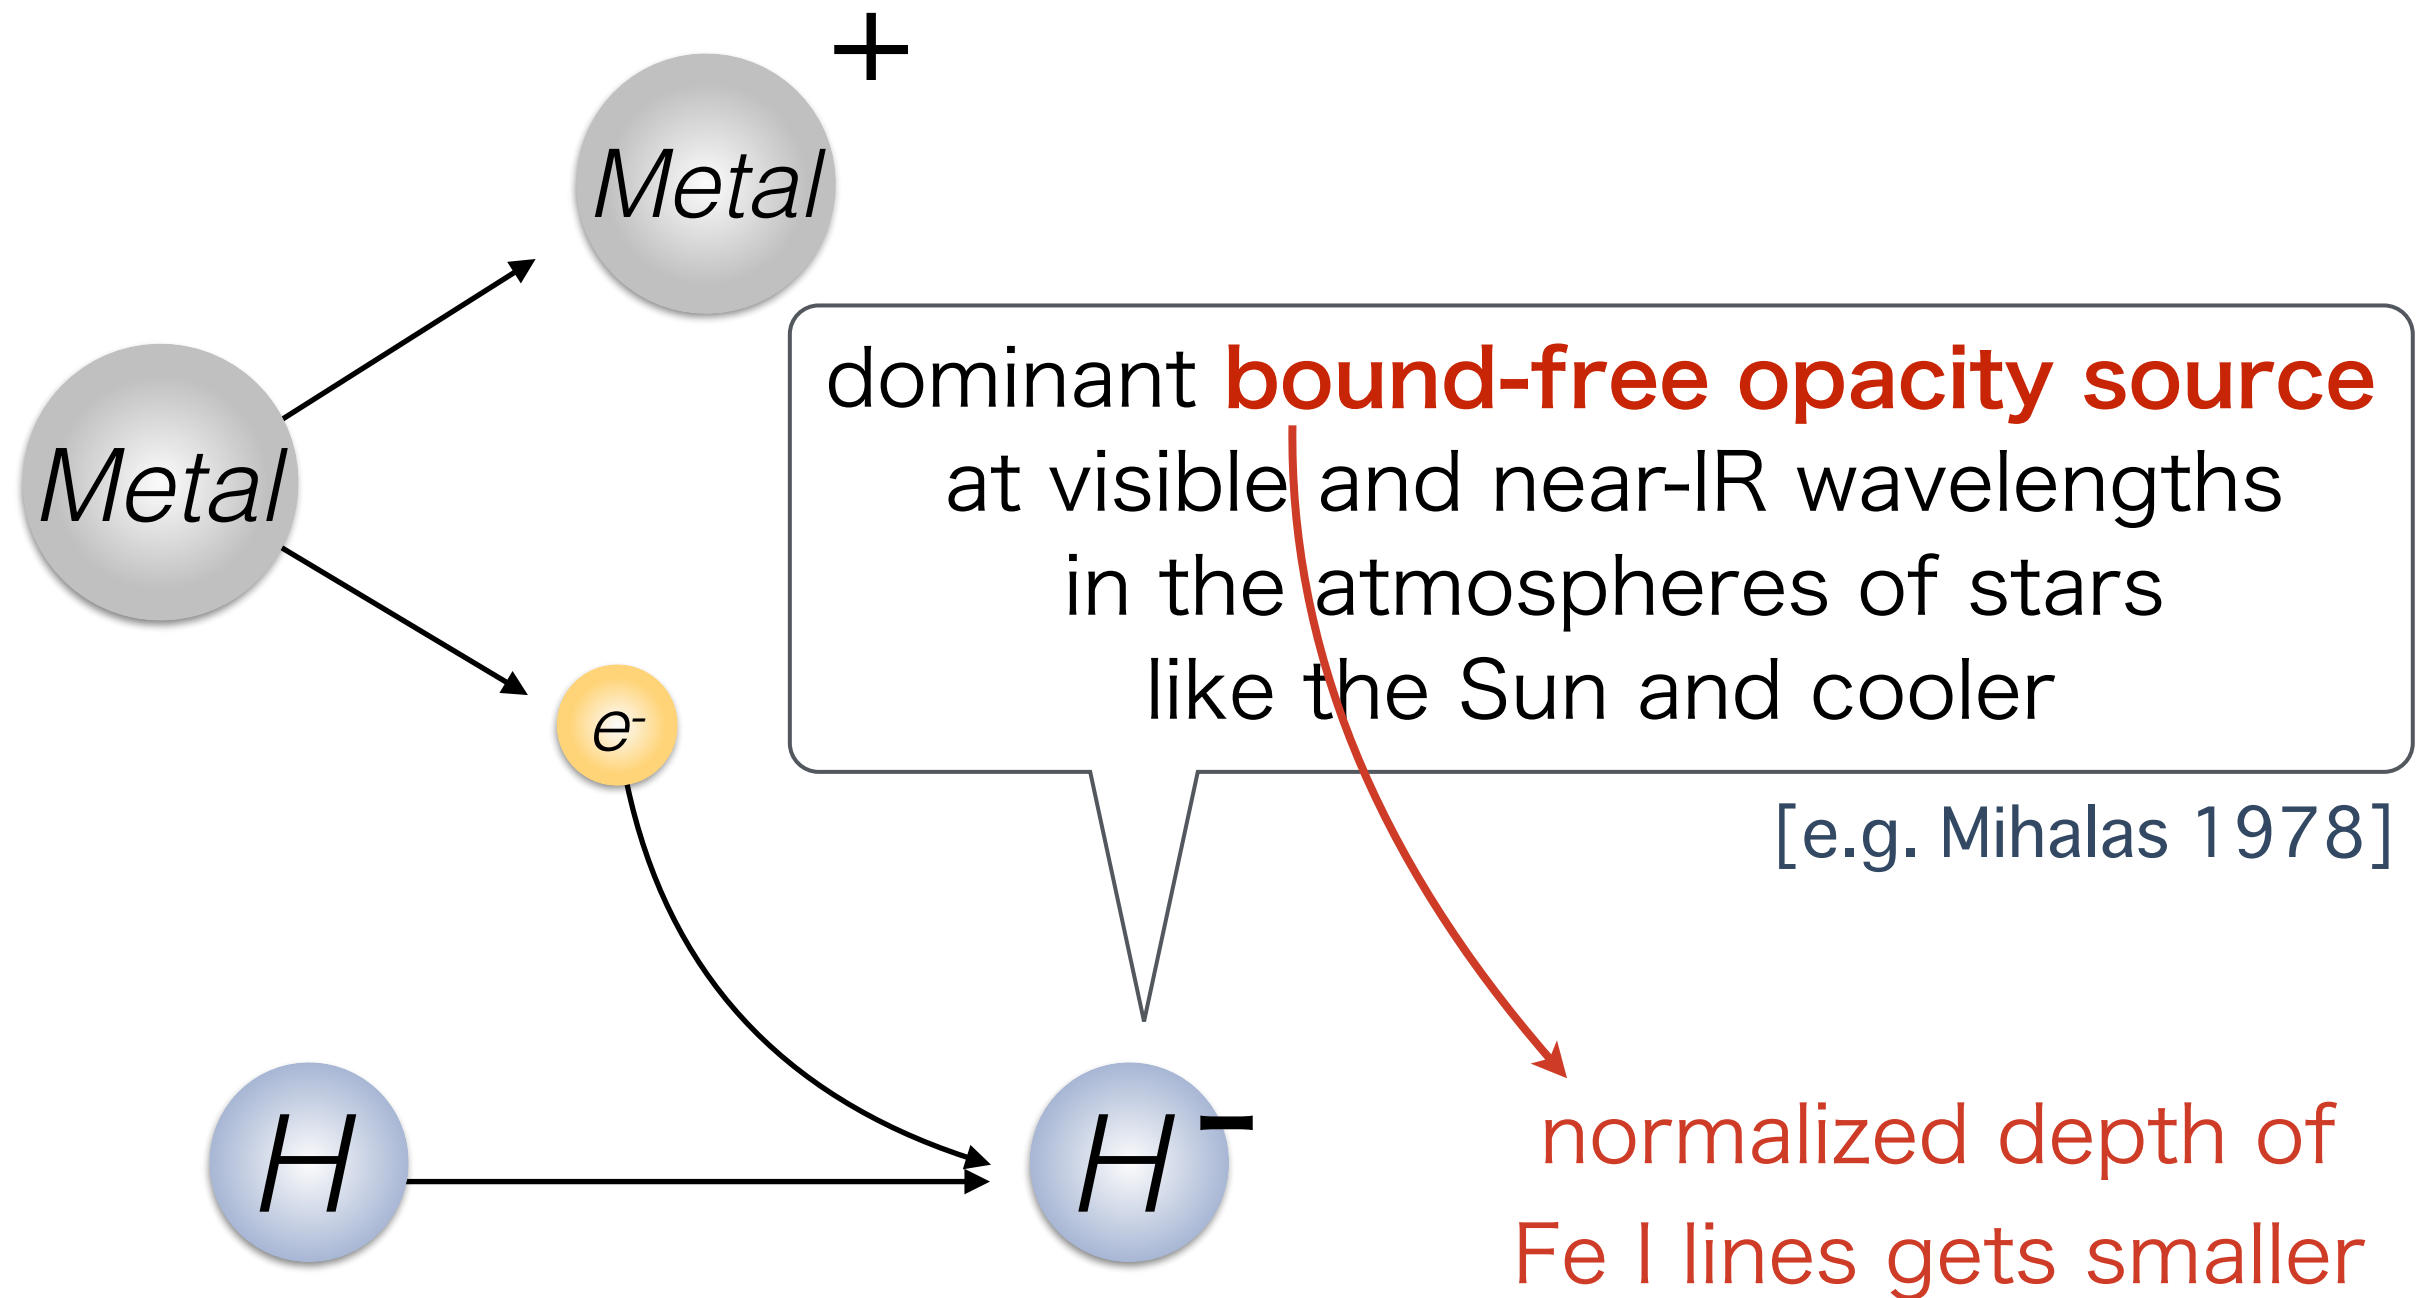 +
Metal
Metal
dominant bound-free opacity source
at visible and near-IR wavelengths
in the atmospheres of stars
like the Sun and cooler
e-
[e.g. Mihalas 1978]
H
H-
normalized depth of
Fe I lines gets smaller